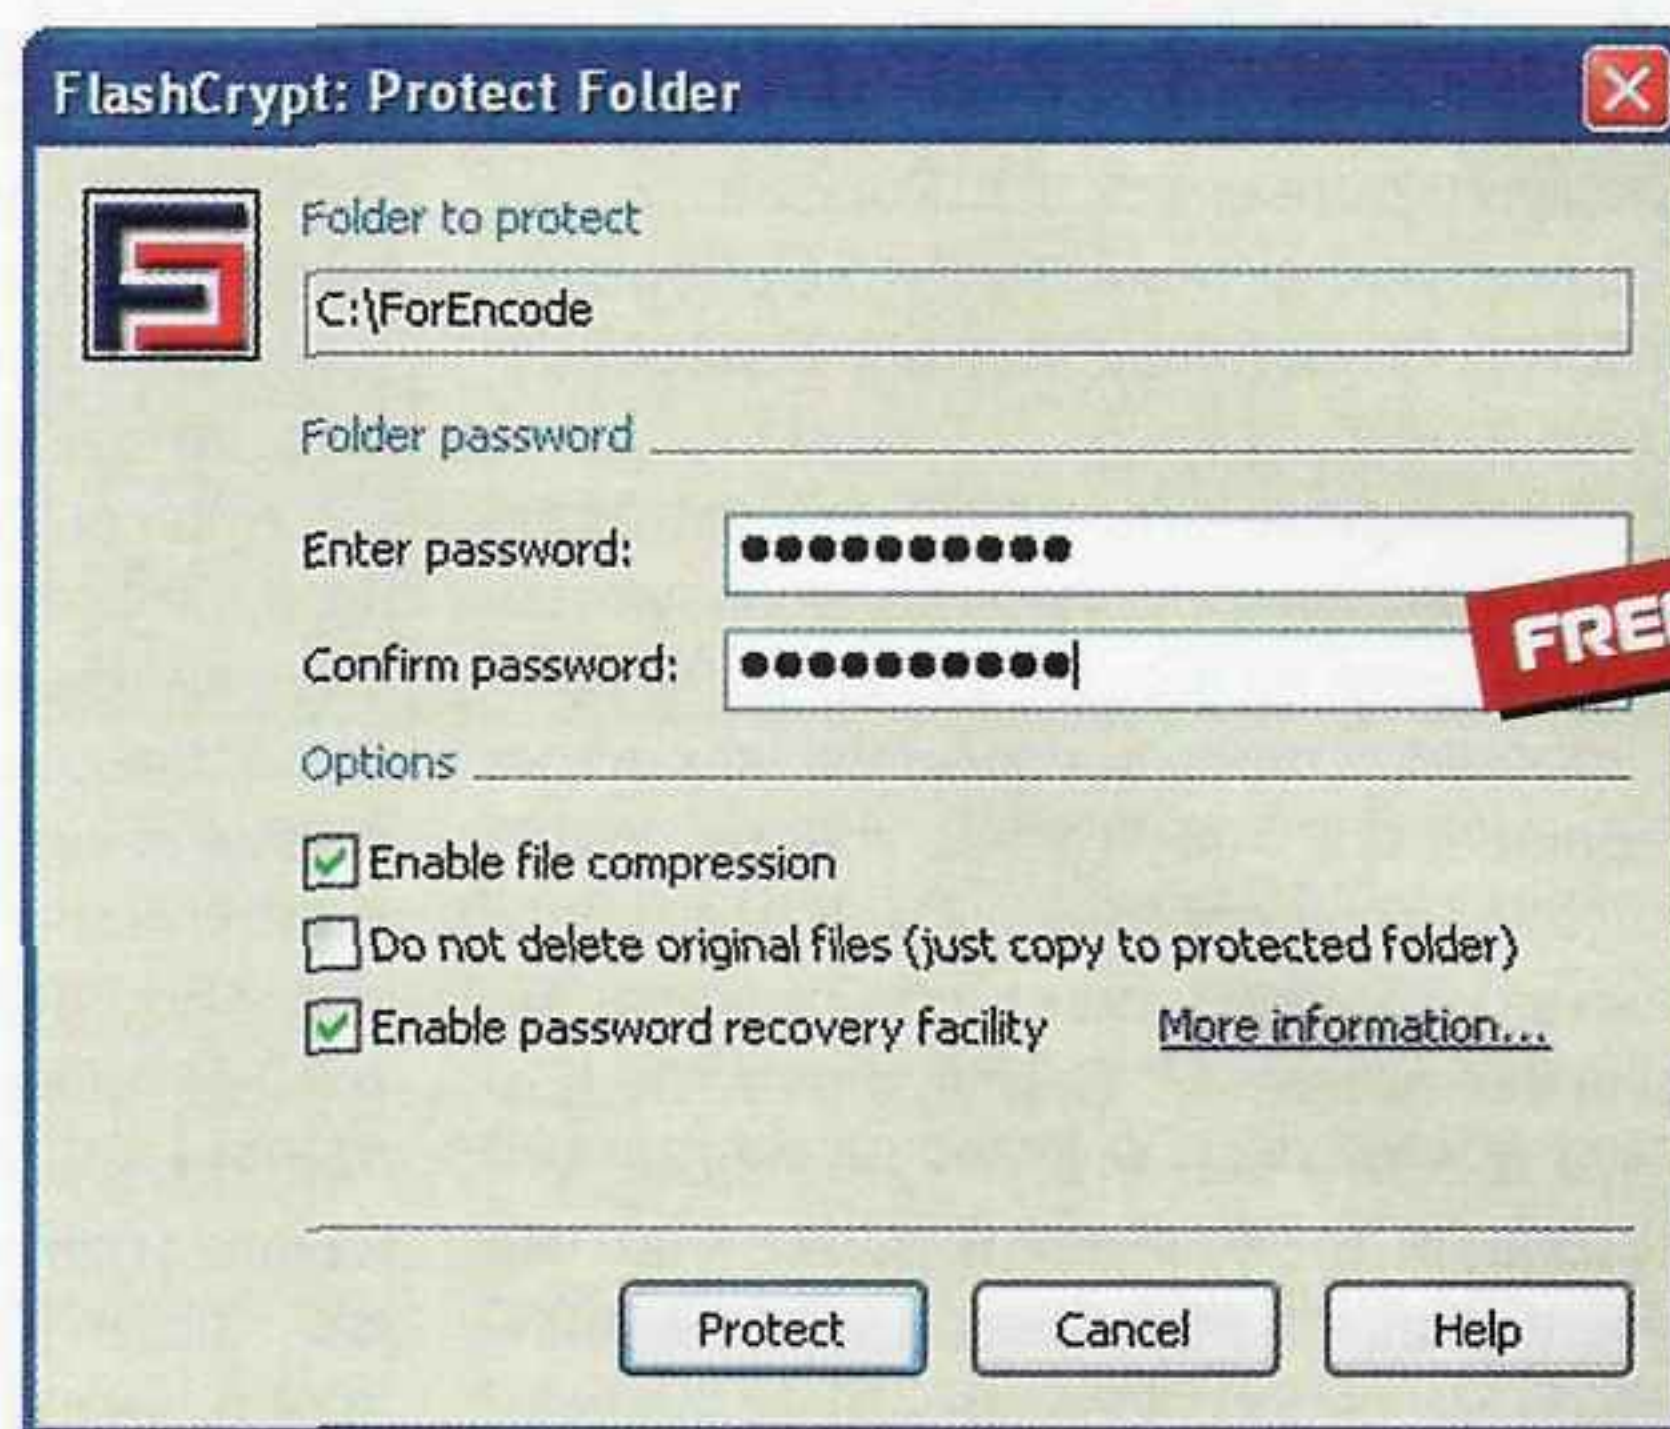 FlashCrypt: Protect Folder
Folder to protect
C:\ForEncode
Folder password
Enter password: ●●●●●●●●●●
Confirm password: ●●●●●●●●●●
Options
Enable file compression
Do not delete original files (just copy to protected folder)
Enable password recovery facility More information...
Protect Cancel Help